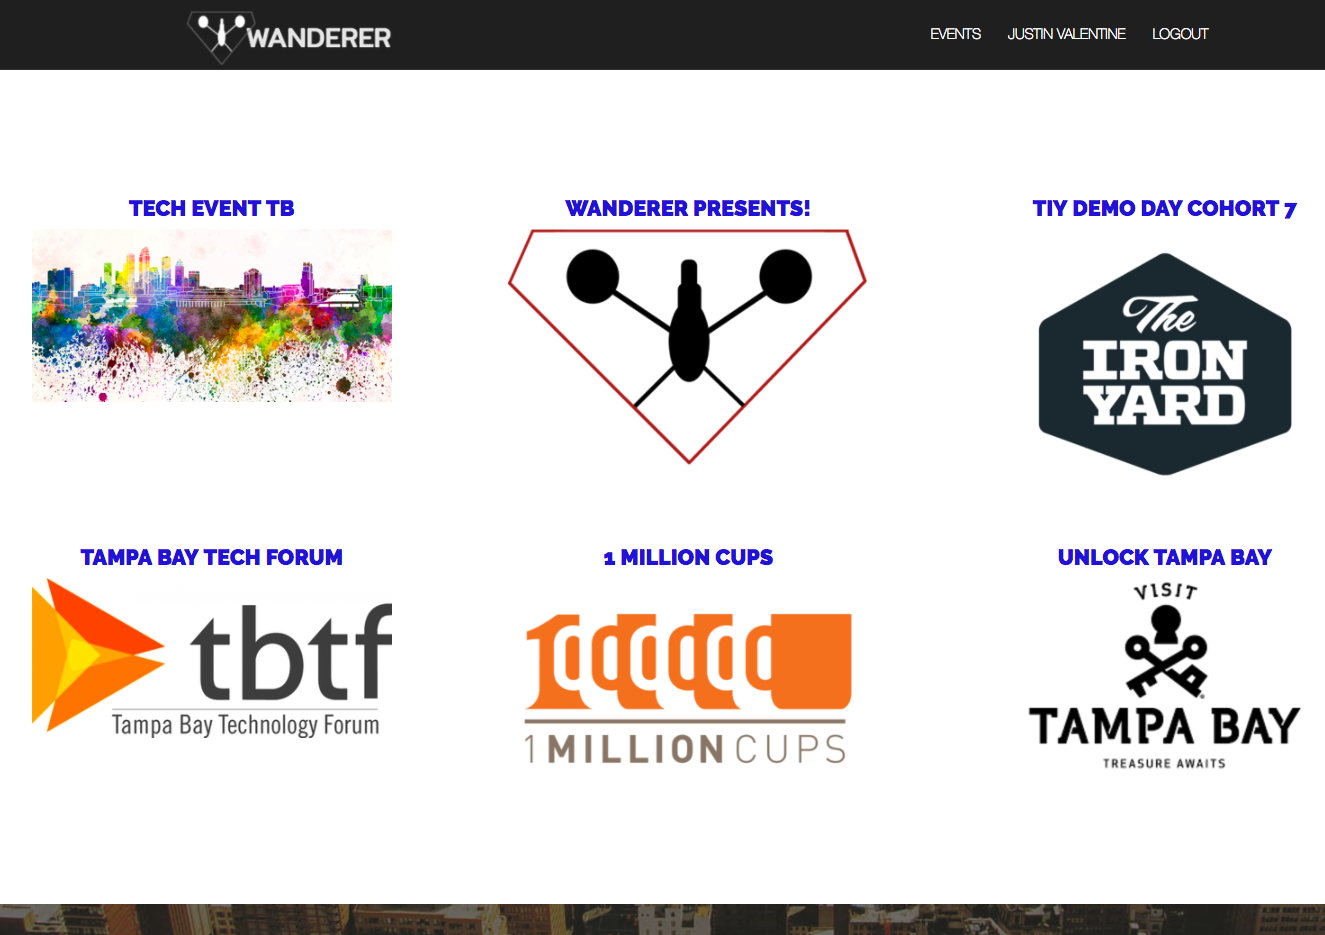 WANDERER
EVENTS JUSTIN VALENTINE LOGOUT
TECH EVENT TB
WANDERER PRESENTS!
TIY DEMO DAY COHORT 7
The
IRON
YARD
TAMPA BAY TECH FORUM
1 MILLION CUPS
UNLOCK TAMPA BAY
tbtf
Tampa Bay Technology Forum
1000000
1 MILLION CUPS
VISIT
TAMPA BAY
TREASURE AWAITS